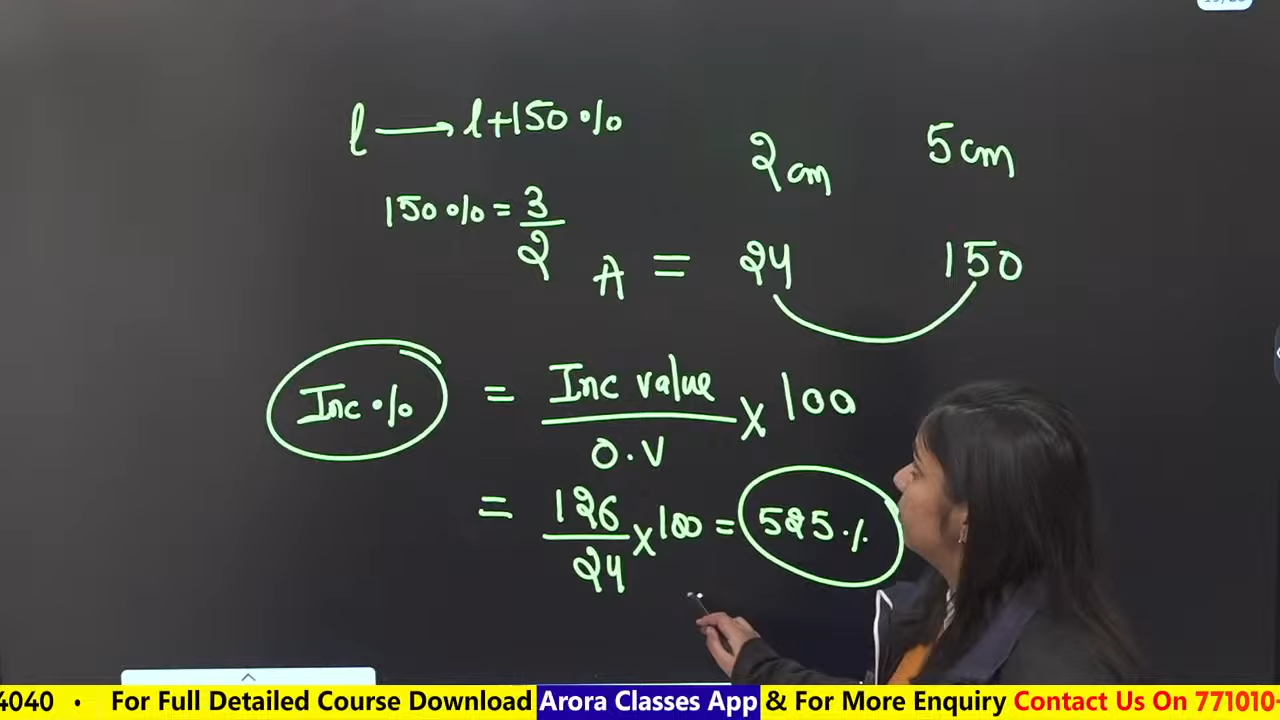 l → l+150%
2cm 5cm
150% = 3/2
A = 24 150
Inc% = Inc value/O.V × 100
= 126/24 × 100 = 525%
4040 • For Full Detailed Course Download Arora Classes App & For More Enquiry Contact Us On 771010